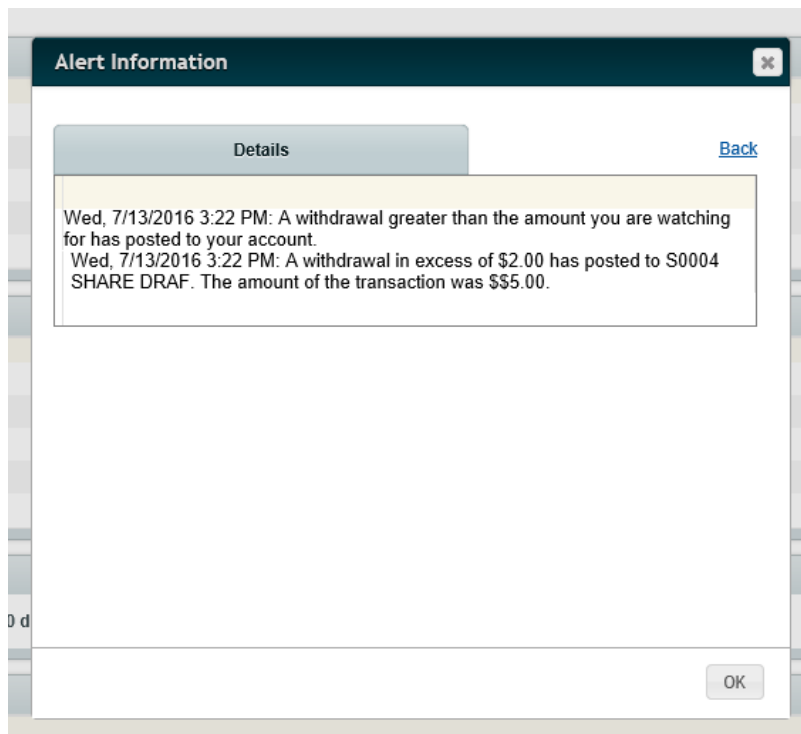 Alert Information
Details
Back
Wed, 7/13/2016 3:22 PM: A withdrawal greater than the amount you are watching
for has posted to your account.
Wed, 7/13/2016 3:22 PM: A withdrawal in excess of $2.00 has posted to S0004
SHARE DRAF. The amount of the transaction was $$5.00.
0 d
OK